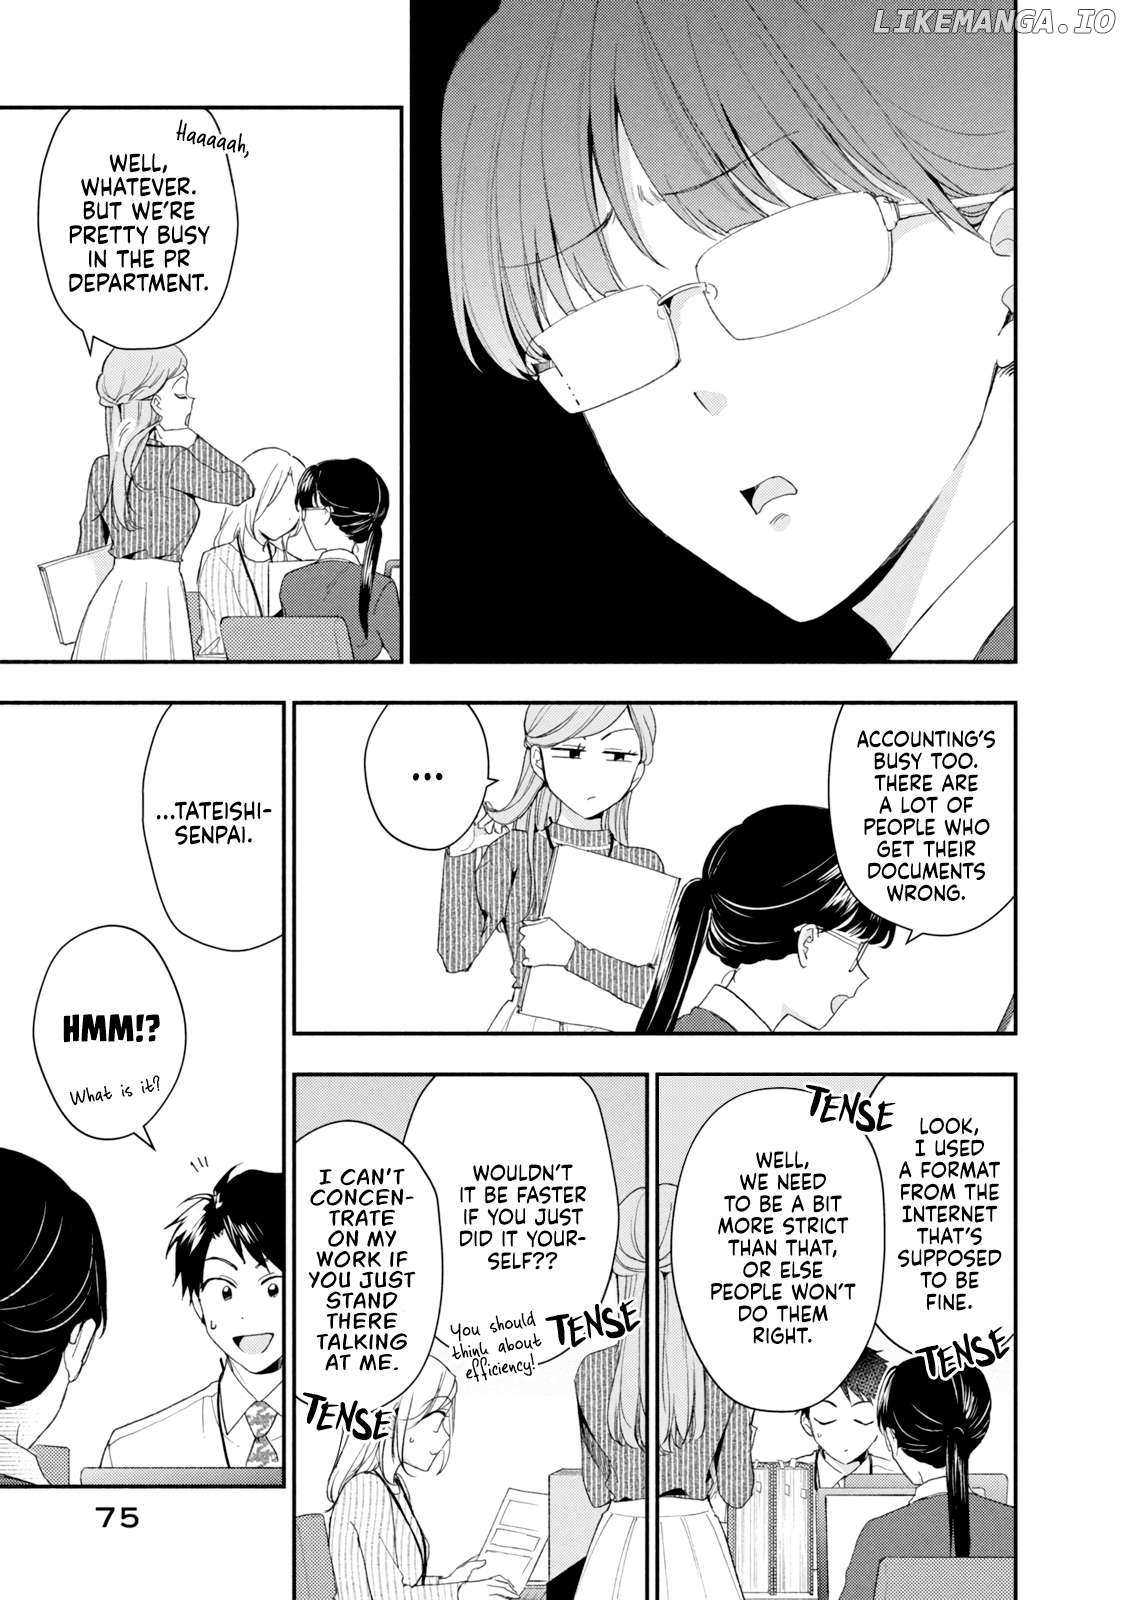 LIKEMANGA.IO
Haaaaah,
WELL,
WHATEVER.
BUT WE'RE
PRETTY BUSY
IN THE PR
DEPARTMENT.
ACCOUNTING'S
BUSY TOO.
THERE ARE
A LOT OF
PEOPLE WHO
GET THEIR
DOCUMENTS
WRONG.
...
LOOK,
I USED
A FORMAT
FROM THE
INTERNET
THAT'S
SUPPOSED
TO BE
FINE.
TENSE
WELL,
WE NEED
TO BE A BIT
MORE STRICT
THAN THAT,
OR ELSE
PEOPLE WON'T
DO THEM
RIGHT.
TENSE
WOULDN'T
IT BE FASTER
IF YOU JUST
DID IT YOUR-
SELF??
You should
think about
efficiency!
TENSE
I CAN'T
CONCEN-
TRATE
ON MY
WORK IF
YOU JUST
STAND
THERE
TALKING
AT ME.
TENSE
...TATEISHI-
SENPAI.
HMM!?
What is it?
75